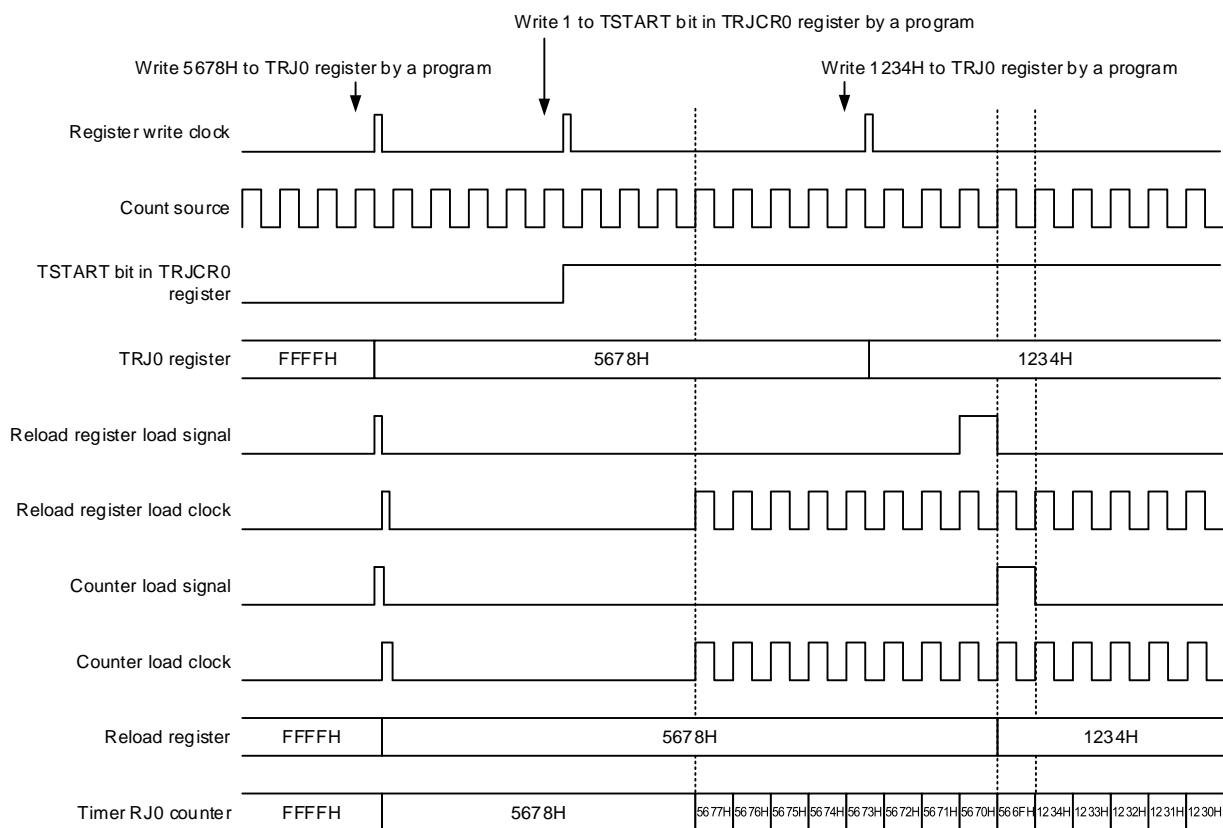 Write 1 to TSTART bit in TRJCR0 register by a program
Write 5678H to TRJ0 register by a program
Write 1234H to TRJ0 register by a program
Register write clock
Count source
TSTART bit in TRJCR0
register
TRJ0 register FFFFH 5678H 1234H
Reload register load signal
Reload register load clock
Counter load signal
Counter load clock
Reload register FFFFH 5678H 1234H
Timer RJ0 counter FFFFH 5678H 5677H 5676H 5675H 5674H 5673H 5672H 5671H 5670H 566FH 1234H 1233H 1232H 1231H 1230H